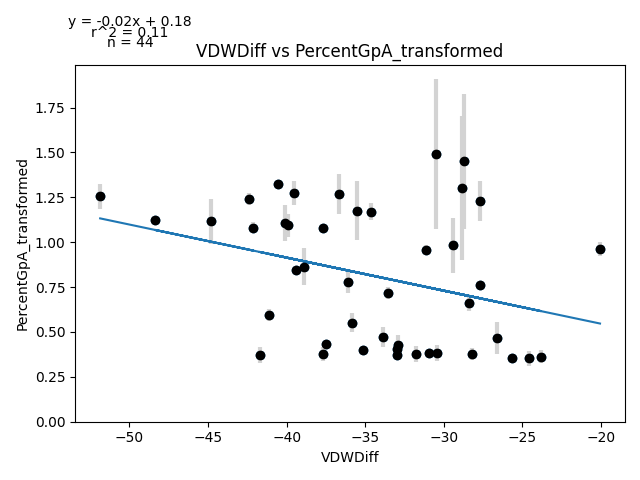 y = -0.02x + 0.18
r^2 = 0.11
n = 44
VDWDiff vs PercentGpA_transformed
PercentGpA_transformed
1.75
1.50
1.25
1.00
0.75
0.50
0.25
0.00
−50
−45
−40
−35
−30
−25
−20
VDWDiff